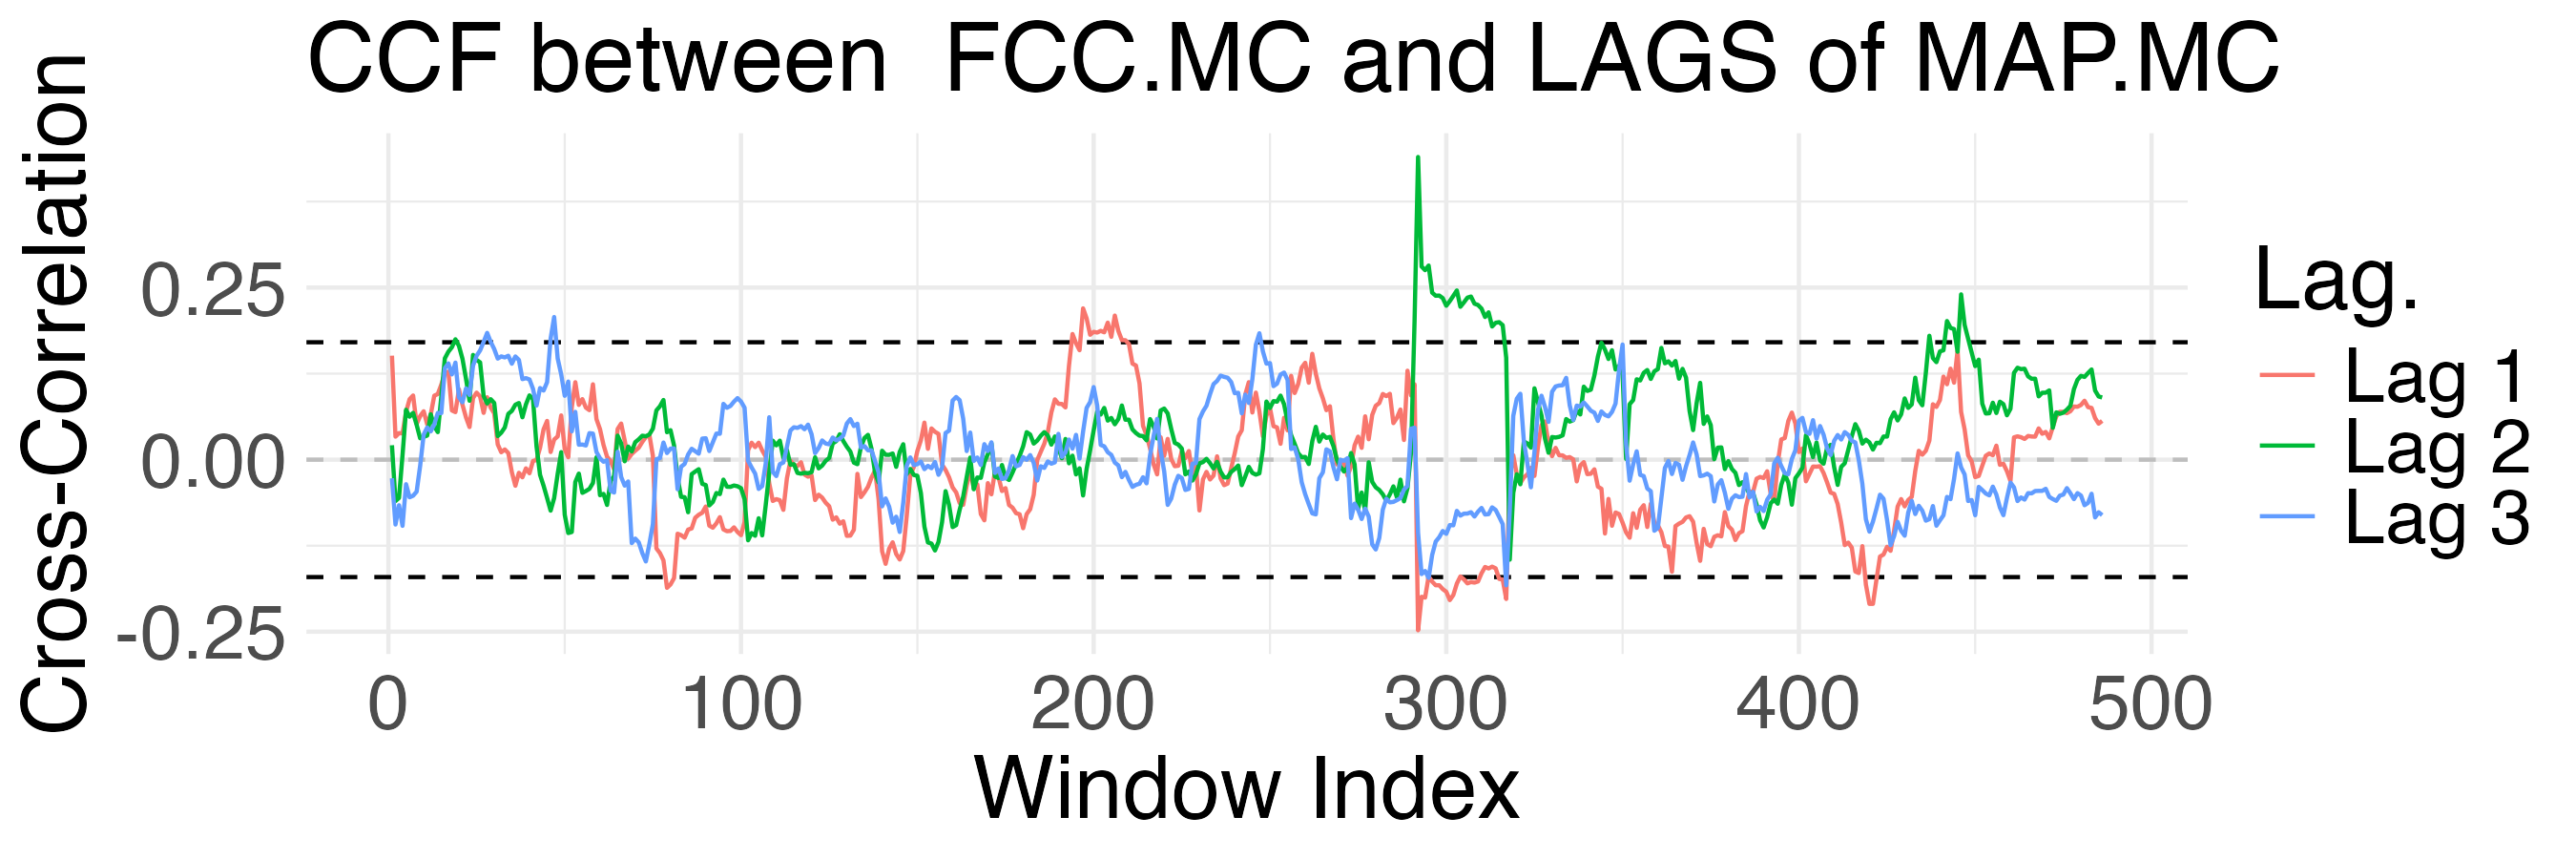 CCF between  FCC.MC and LAGS of MAP.MC
Cross-Correlation
0.25
0.00
-0.25
0 100 200 300 400 500
Window Index
Lag.
Lag 1
Lag 2
Lag 3